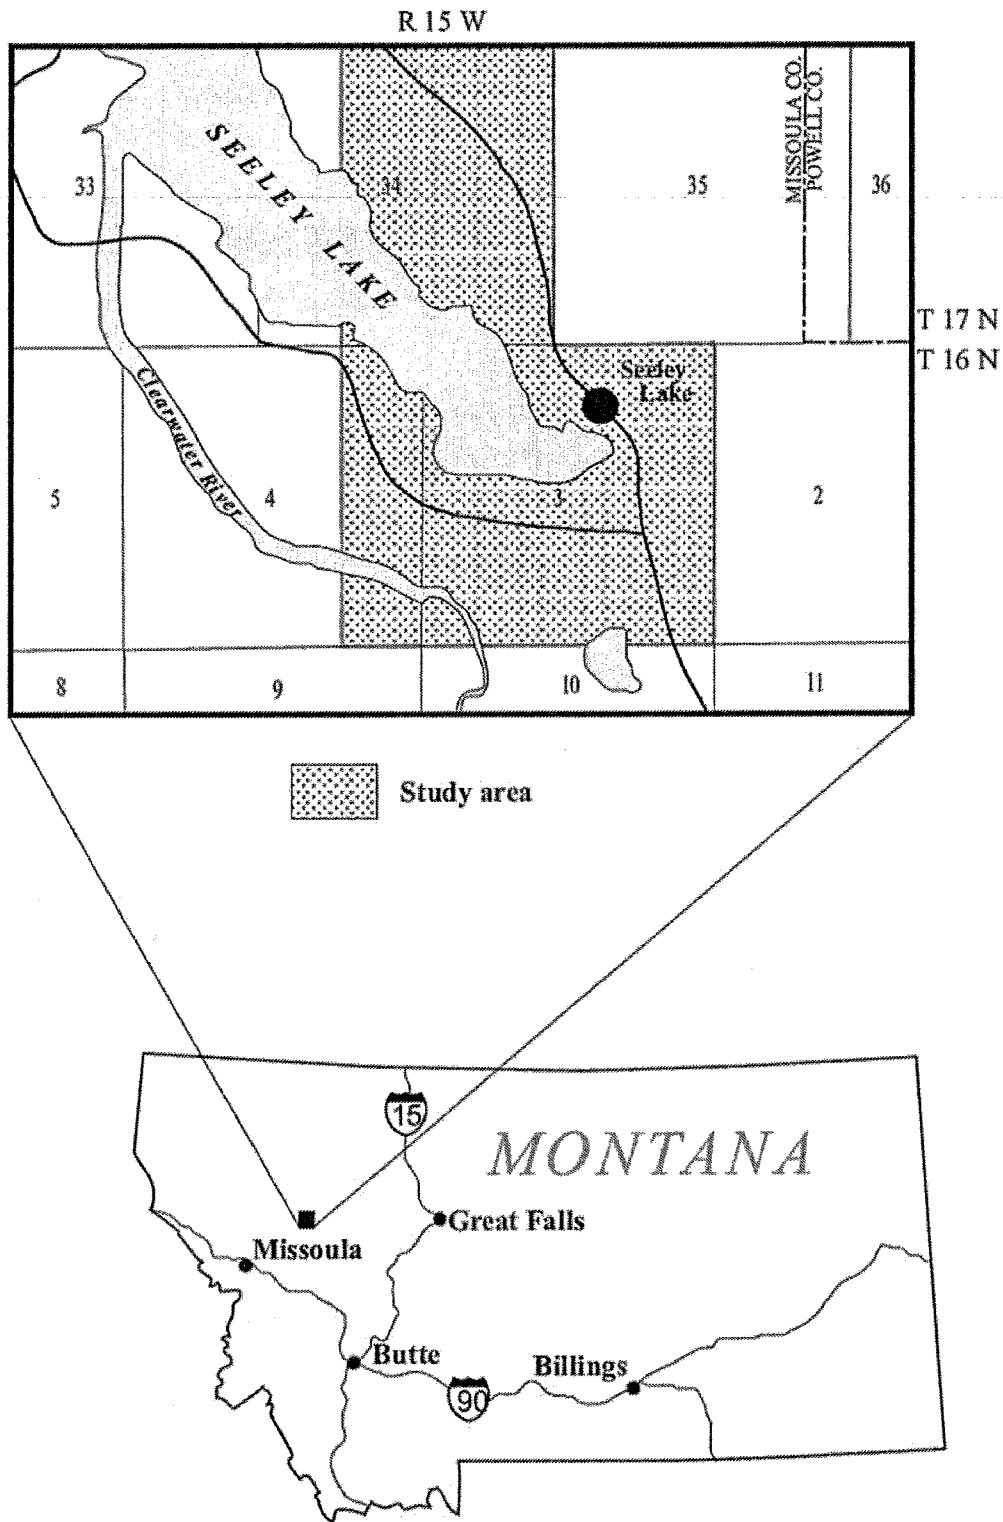 R 15 W
MISSOULA CO.
POWELL CO.
SEELEY LAKE
33
34
35
36
T 17 N
T 16 N
Seeley
Lake
Clearwater River
5
4
3
2
8
9
10
11
Study area
15
MONTANA
Great Falls
Missoula
Butte
Billings
90